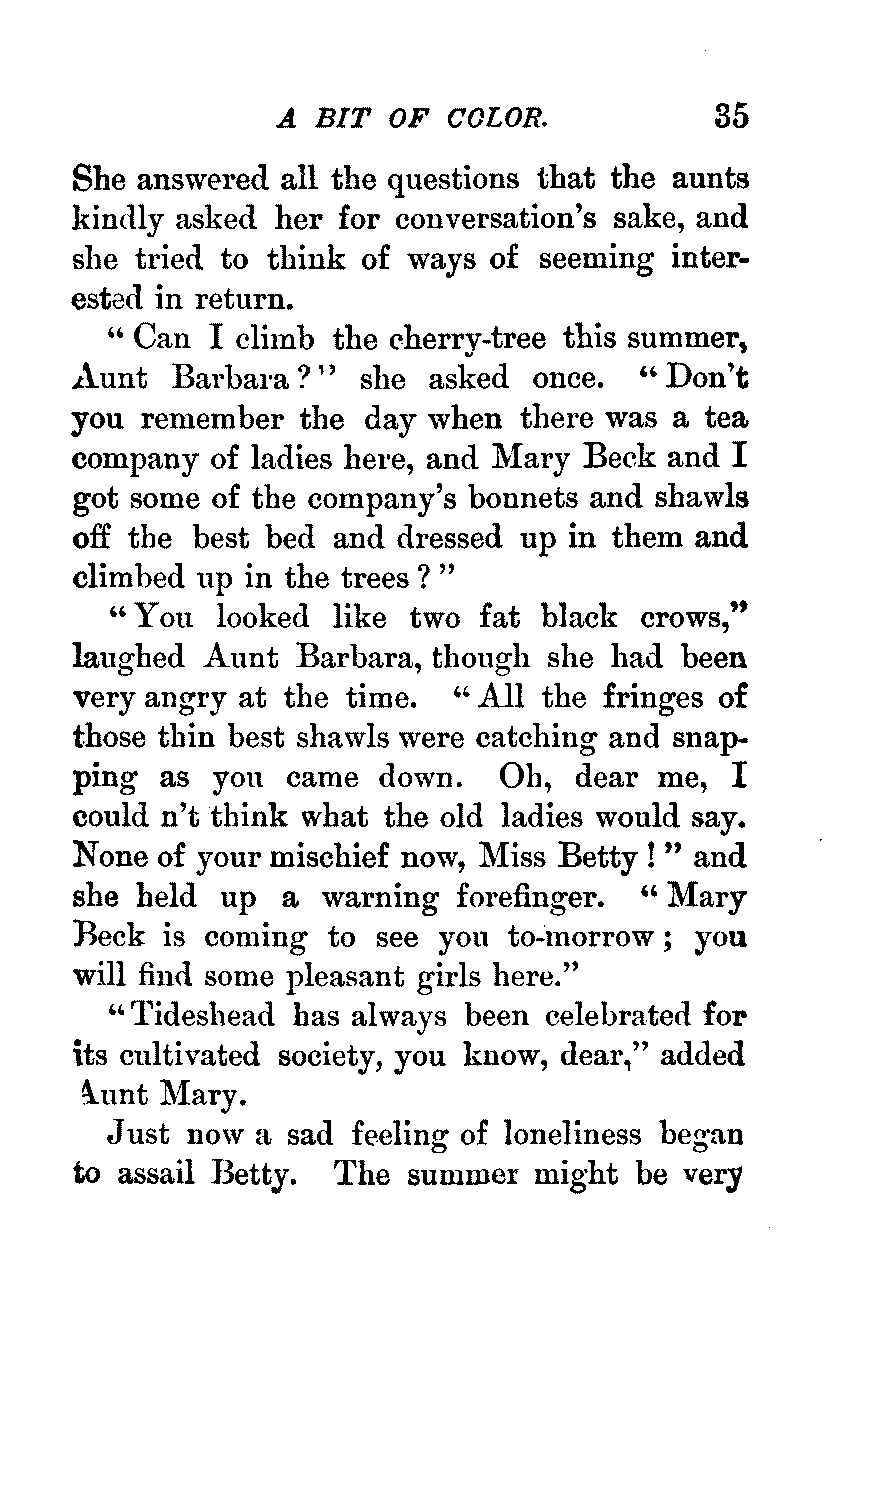 A BIT OF COLOR. 35
She answered all the questions that the aunts
kindly asked her for conversation's sake, and
she tried to think of ways of seeming inter-
ested in return.
"Can I climb the cherry-tree this summer,
Aunt Barbara?" she asked once. "Don't
you remember the day when there was a tea
company of ladies here, and Mary Beck and I
got some of the company's bonnets and shawls
off the best bed and dressed up in them and
climbed up in the trees?"
"You looked like two fat black crows,"
laughed Aunt Barbara, though she had been
very angry at the time. "All the fringes of
those thin best shawls were catching and snap-
ping as you came down. Oh, dear me, I
could n't think what the old ladies would say.
None of your mischief now, Miss Betty!" and
she held up a warning forefinger. "Mary
Beck is coming to see you to-morrow; you
will find some pleasant girls here."
"Tideshead has always been celebrated for
its cultivated society, you know, dear," added
Aunt Mary.
Just now a sad feeling of loneliness began
to assail Betty. The summer might be very